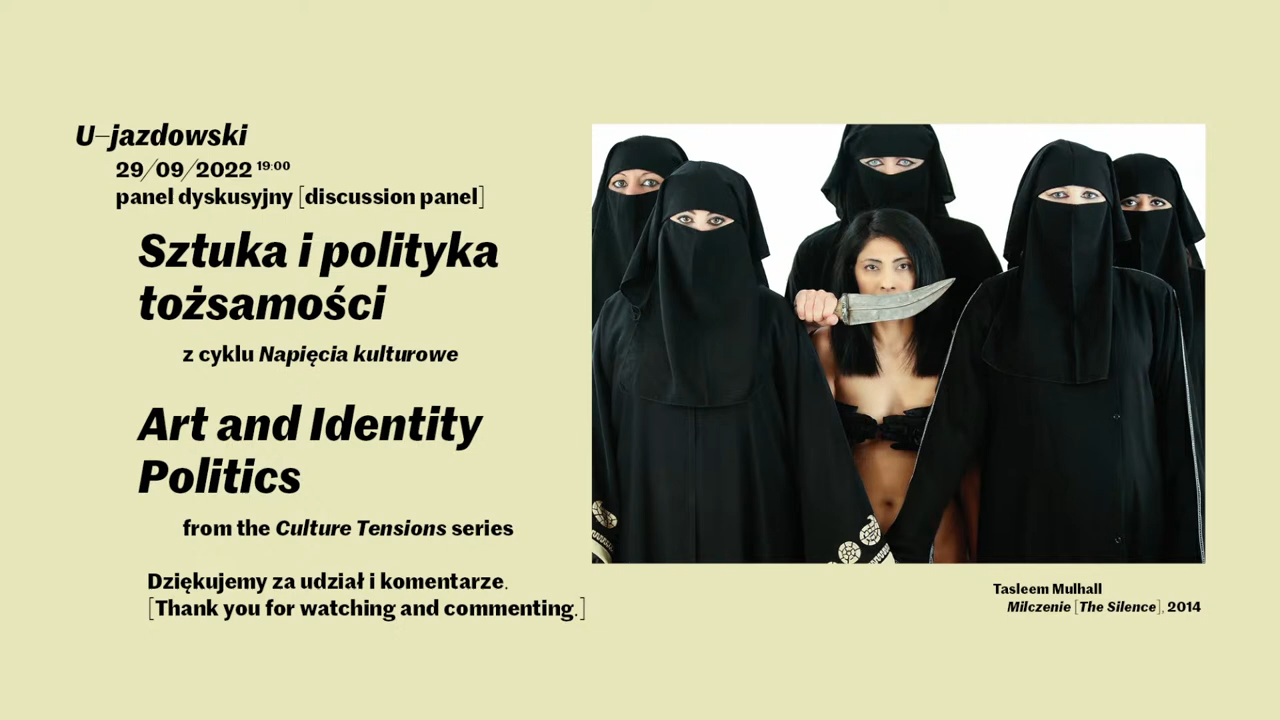 U–jazdowski
29/09/2022 19:00
panel dyskusyjny [discussion panel]
Sztuka i polityka
tożsamości
z cyklu Napięcia kulturowe
Art and Identity
Politics
from the Culture Tensions series
Dziękujemy za udział i komentarze.
[Thank you for watching and commenting.]
Tasleem Mulhall
Milczenie [The Silence], 2014